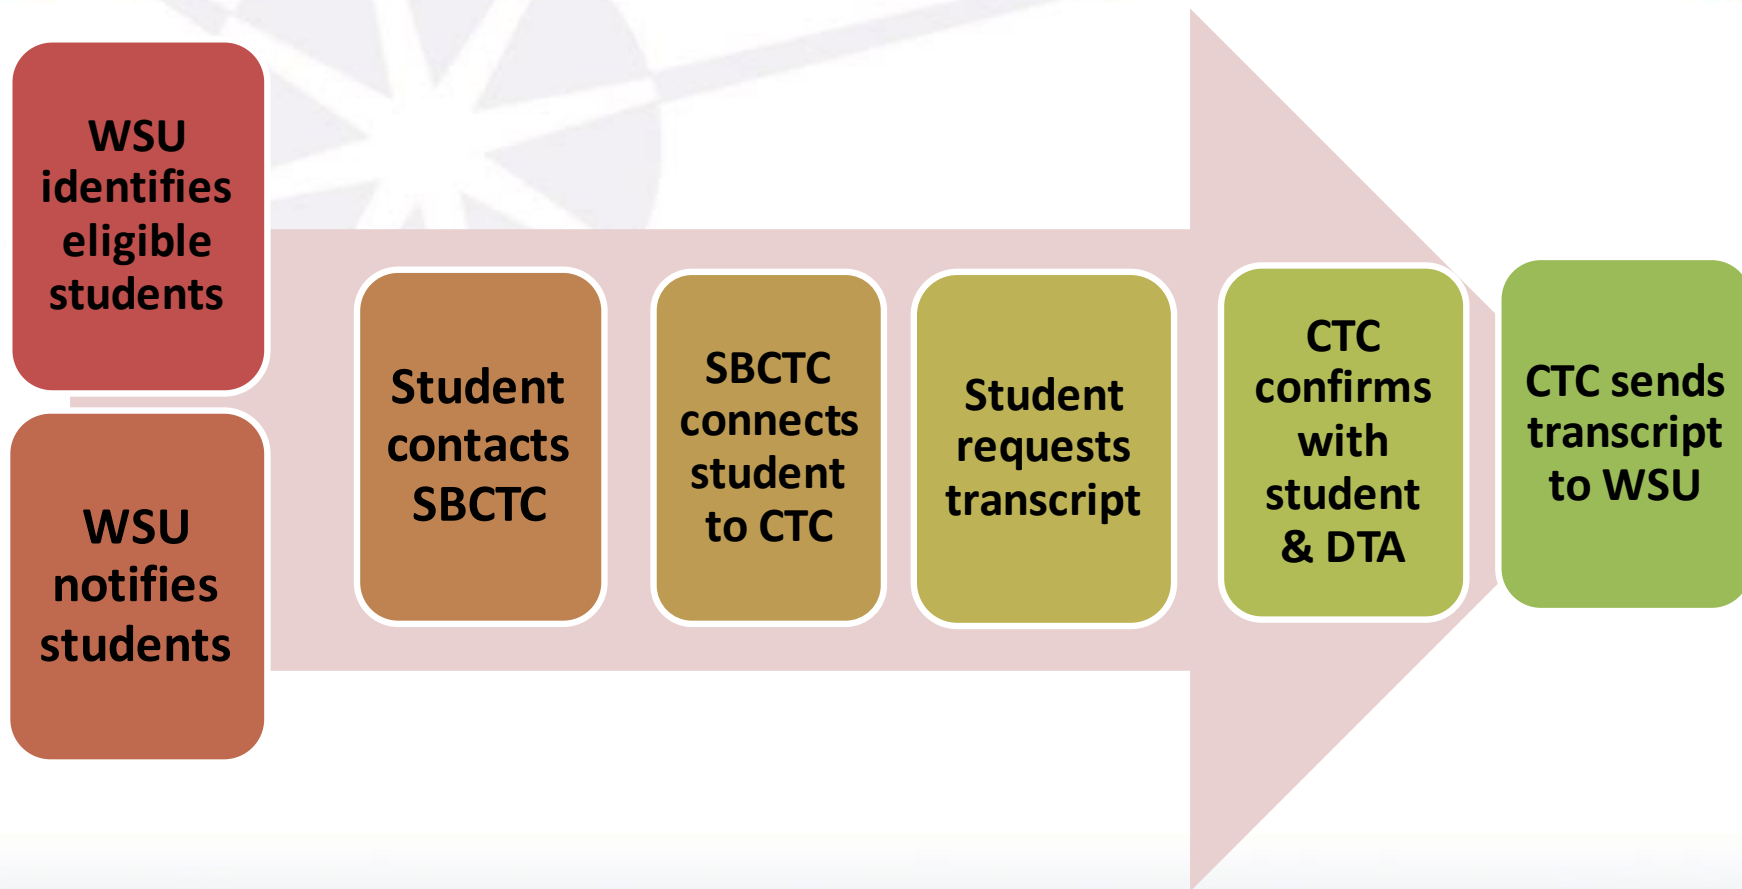 WSU
identifies
eligible
students
WSU
notifies
students
Student
contacts
SBCTC
SBCTC
connects
student
to CTC
Student
requests
transcript
CTC
confirms
with
student
& DTA
CTC sends
transcript
to WSU